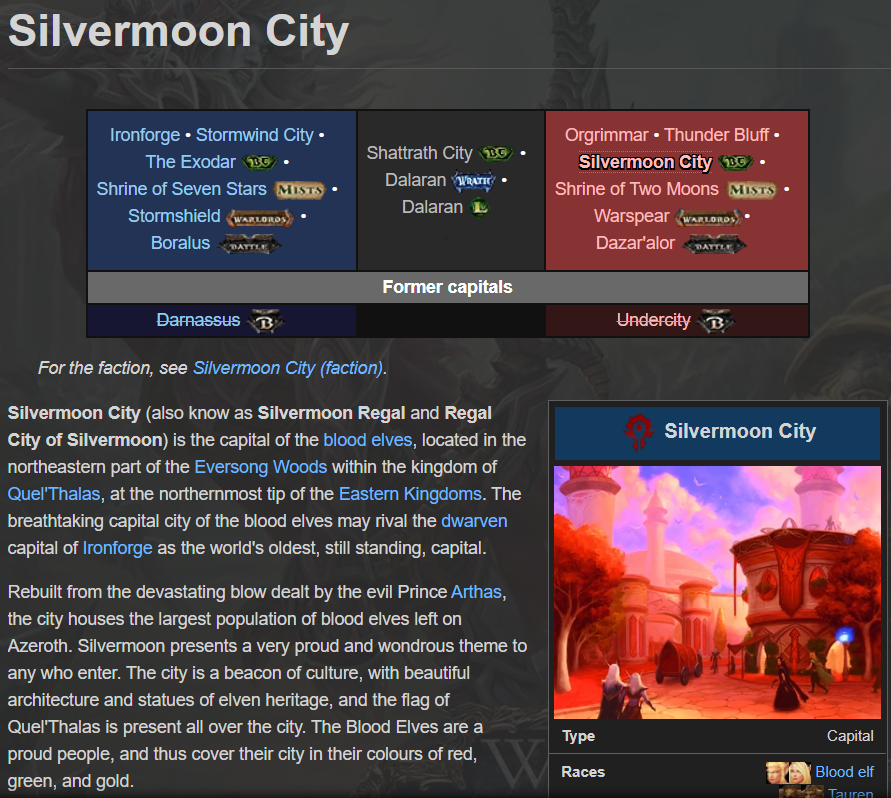 Silvermoon City
Ironforge • Stormwind City •
The Exodar BC •
Shrine of Seven Stars MISTS •
Stormshield WARLORDS •
Boralus BATTLE
Shattrath City BC •
Dalaran WRATH •
Dalaran L
Orgrimmar • Thunder Bluff •
Silvermoon City BC •
Shrine of Two Moons MISTS •
Warspear WARLORDS •
Dazar'alor BATTLE
Former capitals
Darnassus B
Undercity B
For the faction, see Silvermoon City (faction).
Silvermoon City (also know as Silvermoon Regal and Regal
City of Silvermoon) is the capital of the blood elves, located in the
northeastern part of the Eversong Woods within the kingdom of
Quel'Thalas, at the northernmost tip of the Eastern Kingdoms. The
breathtaking capital city of the blood elves may rival the dwarven
capital of Ironforge as the world's oldest, still standing, capital.
Rebuilt from the devastating blow dealt by the evil Prince Arthas,
the city houses the largest population of blood elves left on
Azeroth. Silvermoon presents a very proud and wondrous theme to
any who enter. The city is a beacon of culture, with beautiful
architecture and statues of elven heritage, and the flag of
Quel'Thalas is present all over the city. The Blood Elves are a
proud people, and thus cover their city in their colours of red,
green, and gold.
Silvermoon City
Type Capital
Races Blood elf
Tauren